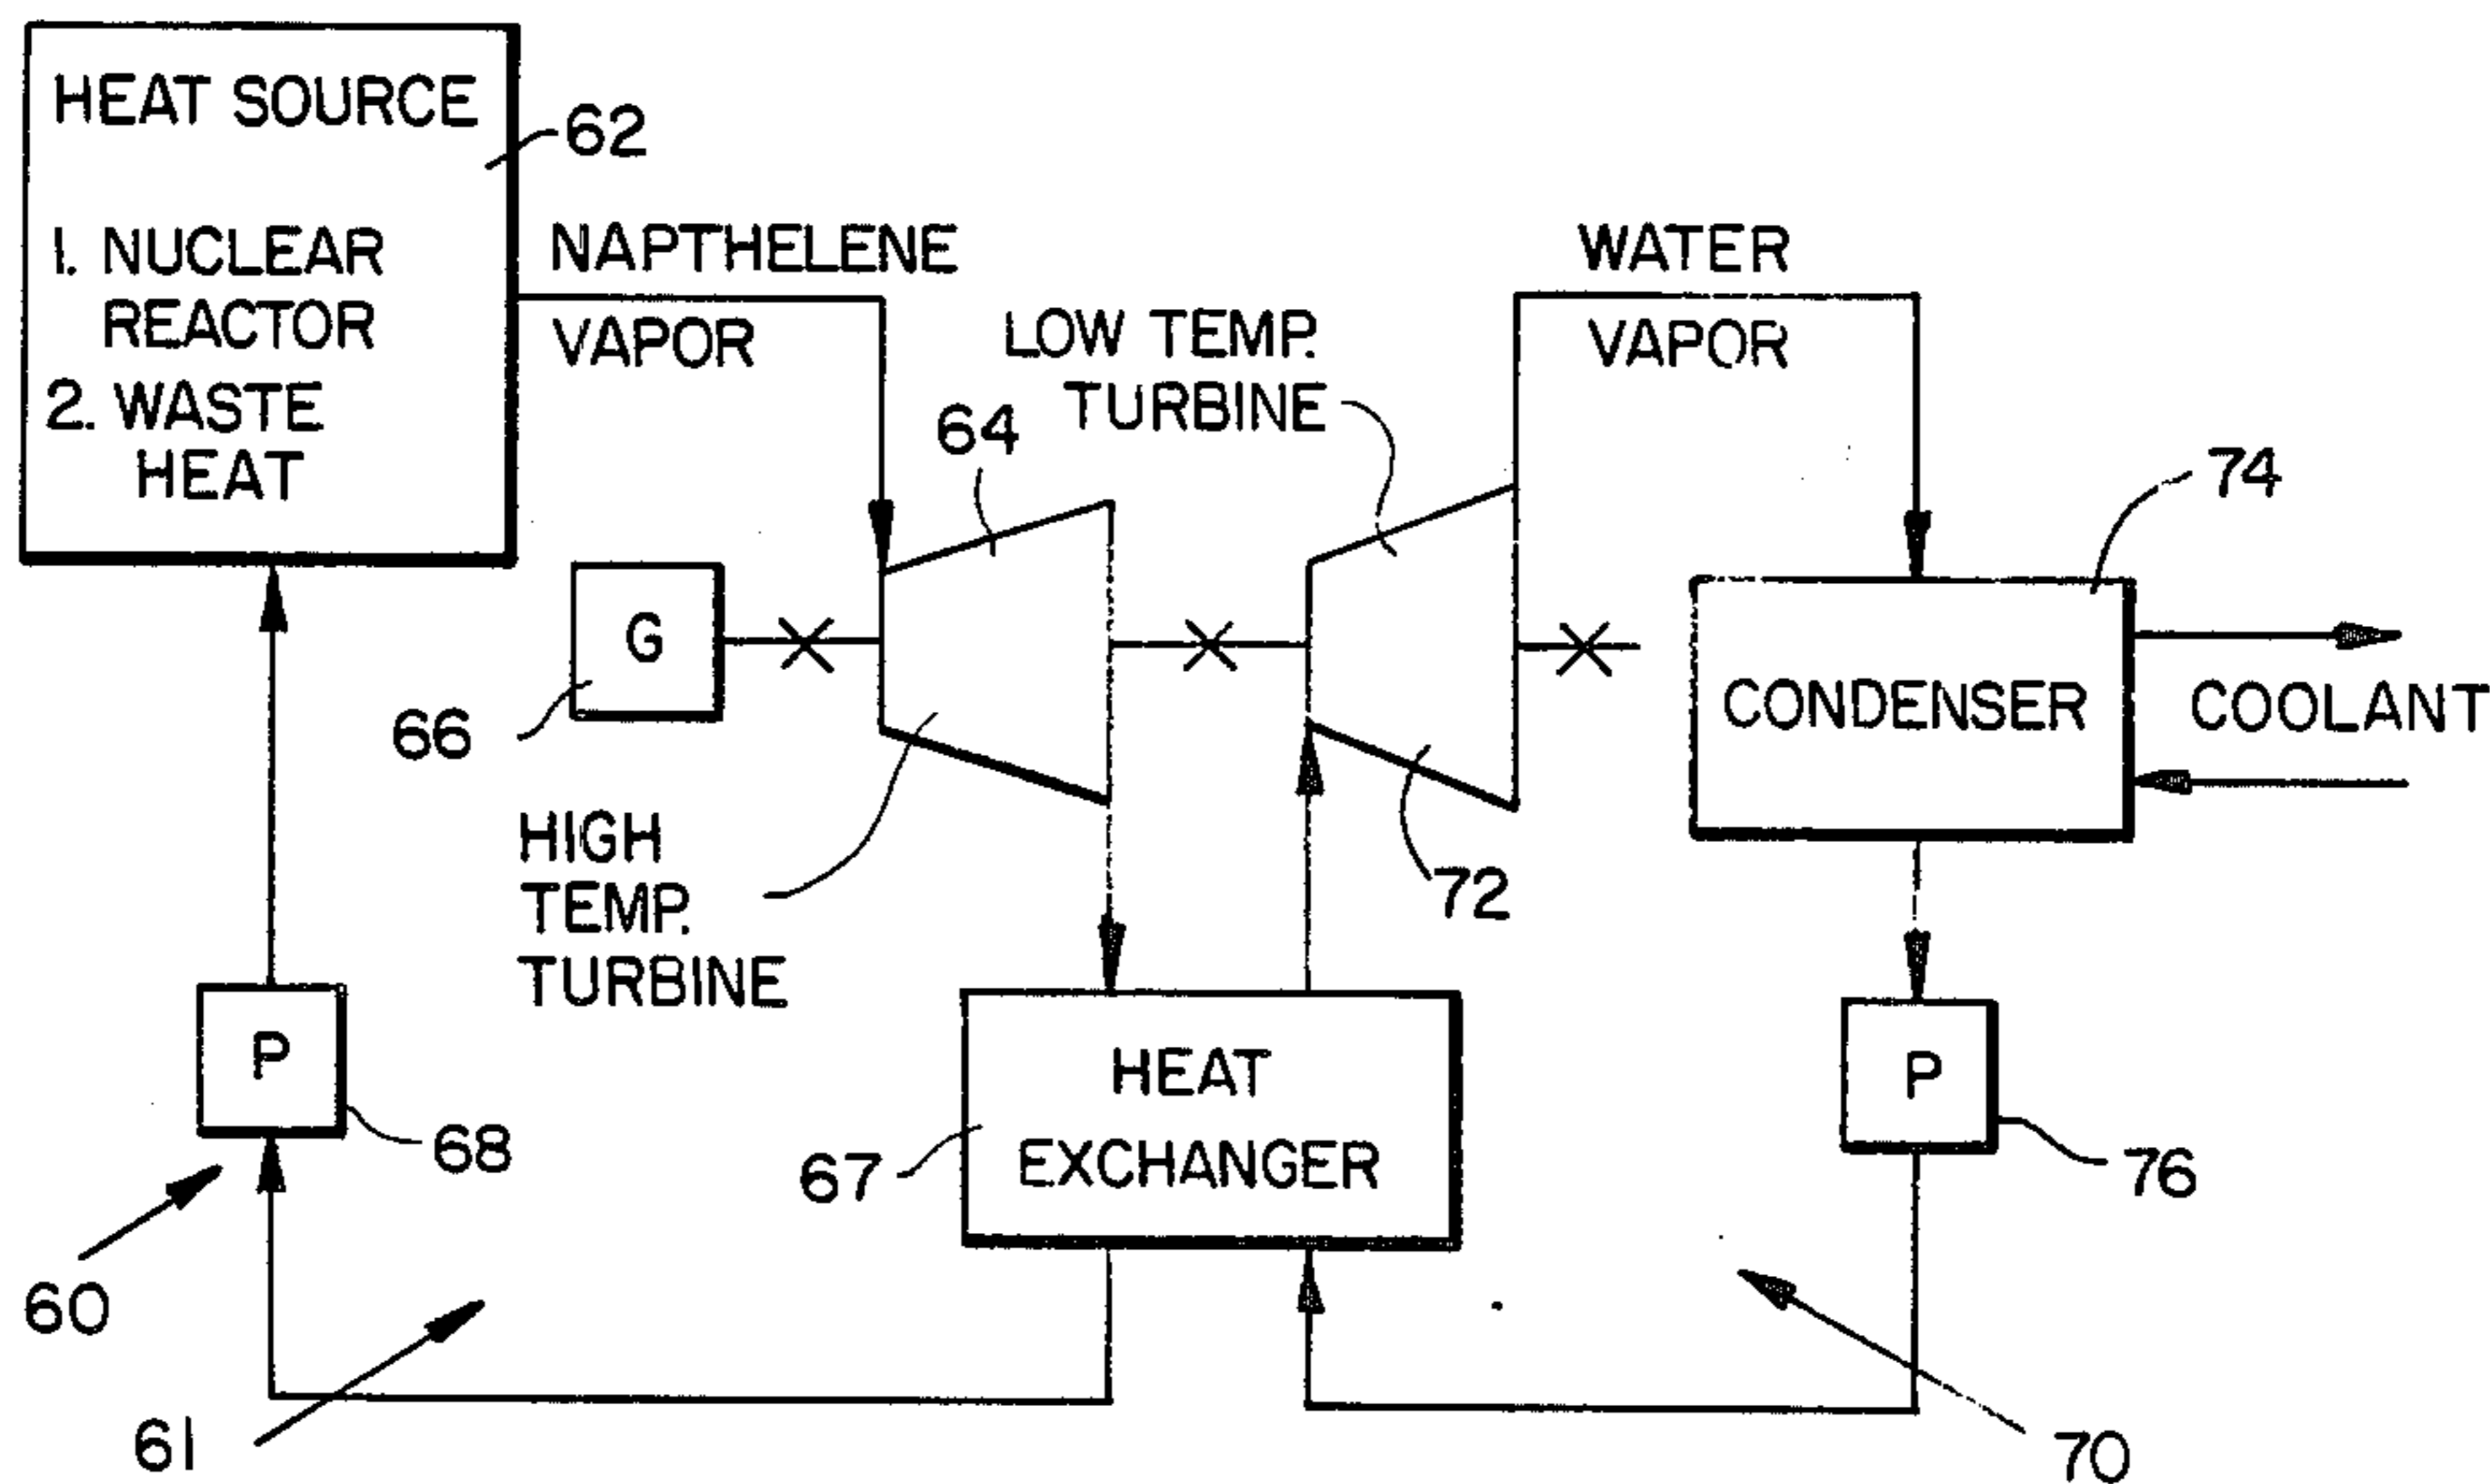 HEAT SOURCE
1. NUCLEAR
REACTOR
2. WASTE
HEAT
62
NAPTHELENE
VAPOR
WATER
VAPOR
LOW TEMP.
TURBINE
64
74
G
66
HIGH
TEMP.
TURBINE
72
CONDENSER
COOLANT
P
68
HEAT
EXCHANGER
67
P
76
60
61
70